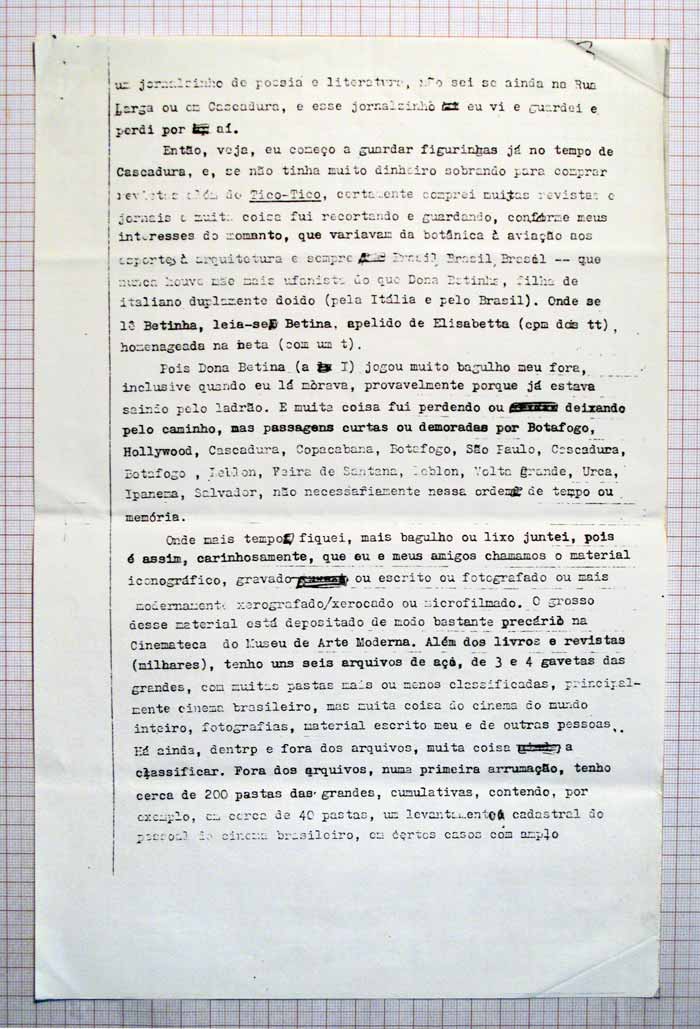 3
um jornalzinho de poesia e literatura, não sei se ainda na Rua
Larga ou em Cascadura, e esse jornalzinho eu vi e guardei e
perdi por aí.
Então, veja, eu começo a guardar figurinhas já no tempo de
Cascadura, e, se não tinha muito dinheiro sobrando para comprar
revistas além do Tico-Tico, certamente comprei muitas revistas e
jornais e muita coisa fui recortando e guardando, conforme meus
interesses do momanto, que variavam da botânica à aviação aos
esportes à arquitetura e sempre Brasil Brasil Brasil -- que
nunca houve mãe mais ufanista do que Dona Betinha, filha de
italiano duplamente doido (pela Itália e pelo Brasil). Onde se
lê Betinha, leia-se Betina, apelido de Elisabetta (cpm dois tt),
homenageada na neta (com um t).
Pois Dona Betina (a I) jogou muito bagulho meu fora,
inclusive quando eu lá morava, provavelmente porque já estava
saindo pelo ladrão. E muita coisa fui perdendo ou deixando
pelo caminho, mas passagens curtas ou demoradas por Botafogo,
Hollywood, Cascadura, Copacabana, Botafogo, São Paulo, Cascadura,
Botafogo , Leblon, Feira de Santana, Leblon, Volta Grande, Urca,
Ipanema, Salvador, não necessariamente nessa ordem de tempo ou
memória.
Onde mais tempo fiquei, mais bagulho ou lixo juntei, pois
é assim, carinhosamente, que eu e meus amigos chamamos o material
iconográfico, gravado ou escrito ou fotografado ou mais
modernamente xerografado/xerocado ou microfilmado. O grosso
desse material está depositado de modo bastante precário na
Cinemateca do Museu de Arte Moderna. Além dos livros e revistas
(milhares), tenho uns seis arquivos de aço, de 3 e 4 gavetas das
grandes, com muitas pastas mais ou menos classificadas, principal-
mente cinema brasileiro, mas muita coisa do cinema do mundo
inteiro, fotografias, material escrito meu e de outras pessoas..
Há ainda, dentrp e fora dos arquivos, muita coisa a
classificar. Fora dos arquivos, numa primeira arrumação, tenho
cerca de 200 pastas das grandes, cumulativas, contendo, por
exemplo, em cerca de 40 pastas, um levantamento cadastral do
pessoal do cinema brasileiro, em certos casos com amplo